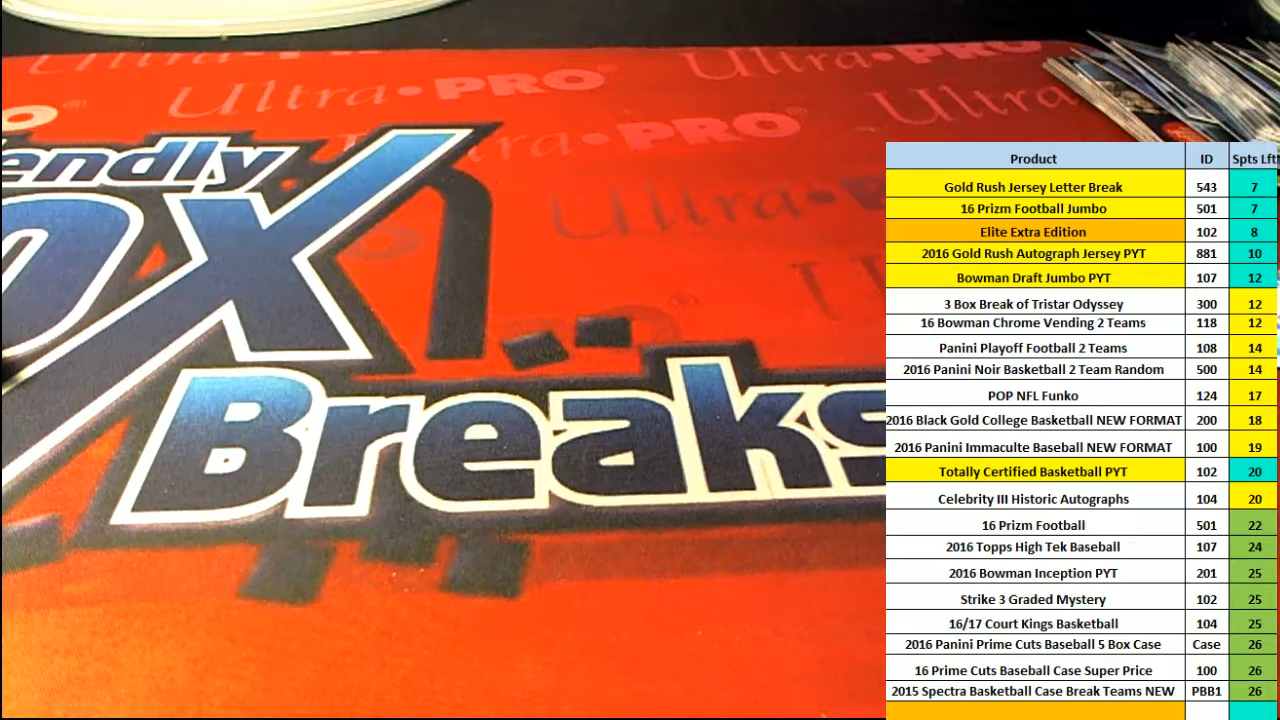 Ultra•PRO®
Ultra•PRO
Ultra•PRO
Ultra•PRO
Ultra
Ultra
endly
ox
Breaks
Product ID Spts Lft
Gold Rush Jersey Letter Break 543 7
16 Prizm Football Jumbo 501 7
Elite Extra Edition 102 8
2016 Gold Rush Autograph Jersey PYT 881 10
Bowman Draft Jumbo PYT 107 12
3 Box Break of Tristar Odyssey 300 12
16 Bowman Chrome Vending 2 Teams 118 12
Panini Playoff Football 2 Teams 108 14
2016 Panini Noir Basketball 2 Team Random 500 14
POP NFL Funko 124 17
2016 Black Gold College Basketball NEW FORMAT 200 18
2016 Panini Immaculte Baseball NEW FORMAT 100 19
Totally Certified Basketball PYT 102 20
Celebrity III Historic Autographs 104 20
16 Prizm Football 501 22
2016 Topps High Tek Baseball 107 24
2016 Bowman Inception PYT 201 25
Strike 3 Graded Mystery 102 25
16/17 Court Kings Basketball 104 25
2016 Panini Prime Cuts Baseball 5 Box Case Case 26
16 Prime Cuts Baseball Case Super Price 100 26
2015 Spectra Basketball Case Break Teams NEW PBB1 26